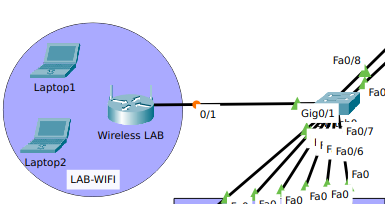 Laptop1
Wireless LAB
Laptop2
LAB-WIFI
0/1
Gig0/1
Fa0/8
Fa0/7
Fa0/6
Fa0
Fa0
Fa0
Fa0